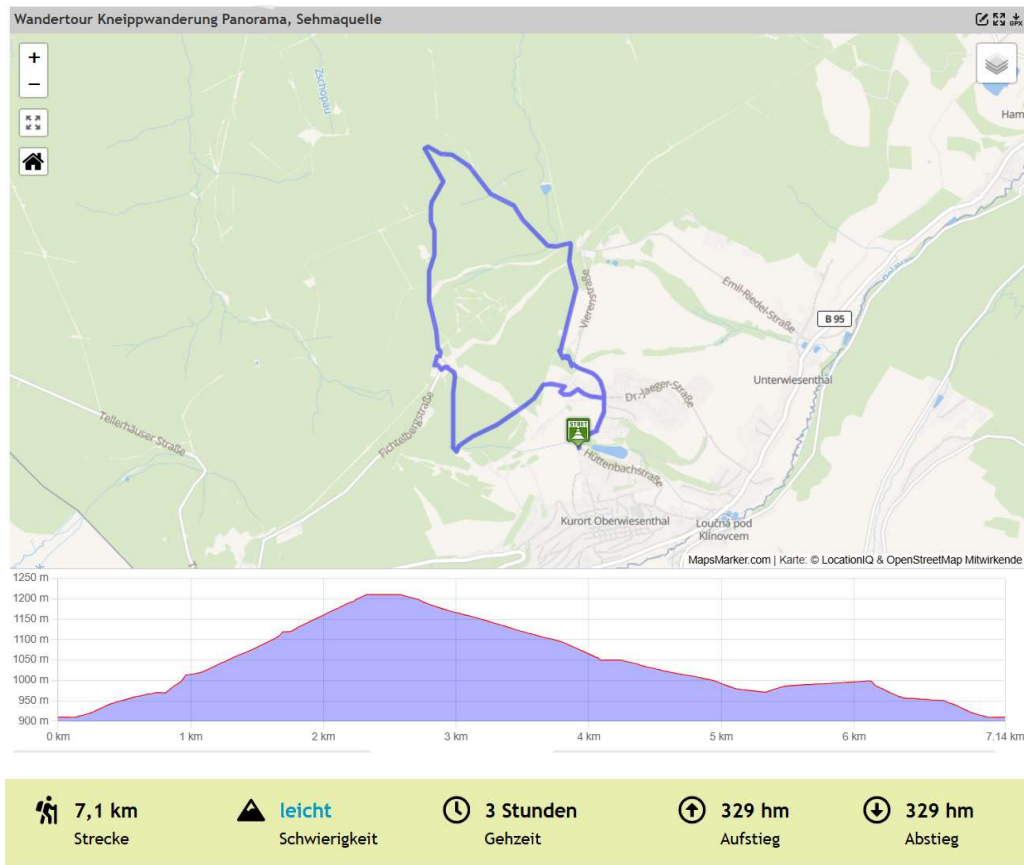 Wandertour Kneippwanderung Panorama, Sehmaquelle
GPX
+
−
Zschopau
Ham
Vierenstraße
Emil-Riedel-Straße
B 95
Unterwiesenthal
Dr.-Jaeger-Straße
Fichtelbergstraße
Tellerhäuser Straße
START
Hüttenbachstraße
Kurort Oberwiesenthal
Loučná pod
Klínovcem
MapsMarker.com | Karte: © LocationIQ & OpenStreetMap Mitwirkende
1250 m
1200 m
1150 m
1100 m
1050 m
1000 m
950 m
900 m
0 km 1 km 2 km 3 km 4 km 5 km 6 km 7.14 km
7,1 km leicht 3 Stunden 329 hm 329 hm
Strecke Schwierigkeit Gehzeit Aufstieg Abstieg